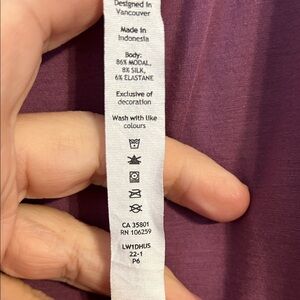 Designed in
Vancouver
Made in
Indonesia
Body:
86% MODAL,
8% SILK,
6% ELASTANE
Exclusive of
decoration
Wash with like
colours
CA 35801
RN 106259
LW1DHUS
22-1
P6